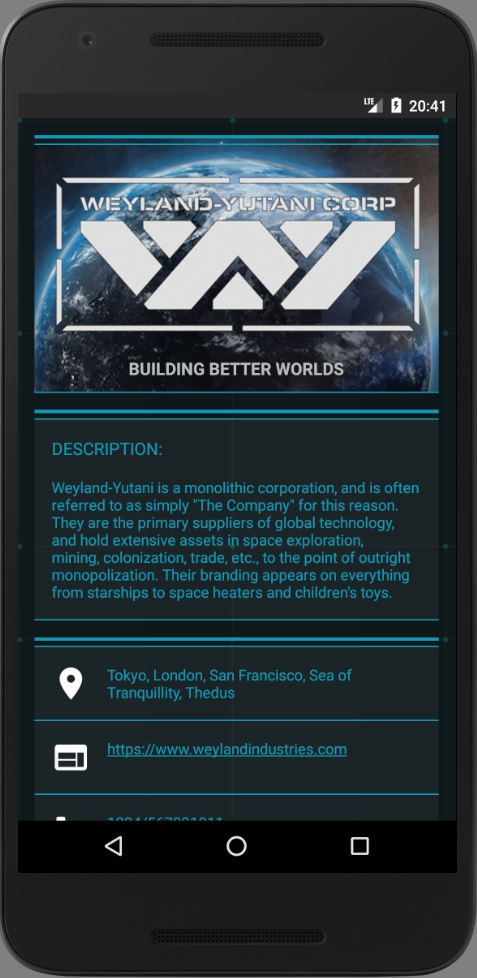 LTE 20:41
WEYLAND-YUTANI CORP
BUILDING BETTER WORLDS
DESCRIPTION:
Weyland-Yutani is a monolithic corporation, and is often
referred to as simply "The Company" for this reason.
They are the primary suppliers of global technology,
and hold extensive assets in space exploration,
mining, colonization, trade, etc., to the point of outright
monopolization. Their branding appears on everything
from starships to space heaters and children's toys.
Tokyo, London, San Francisco, Sea of
Tranquillity, Thedus
https://www.weylandindustries.com